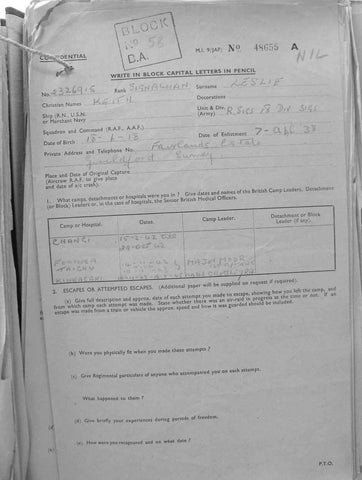 BLOCK
Nº 58
C.A.
CONFIDENTIAL
M.I. 9/JAP/ Nº 48655 A
NIL
WRITE IN BLOCK CAPITAL LETTERS IN PENCIL
No. Rank SIGNALMAN Surname LESLIE
Christian Names KEITH Decorations
Ship (R.N. Unit & Div. R. SIGS 18 DIV SIGS
or Merchant Navy (Army)
Squadron and Command (R.A.F., A.A.F.)
Date of Birth 18-6-18 Date of Enlistment 7-APL 38
Private Address and Telephone No. Estate
Guildford Surrey
Place and Date of Original Capture
(Aircrew R.A.F. to give place
and date of a/c crash).
1. What camps, detachments or hospitals were you in? Give dates and names of the British Camp Leaders, Detachment
(or Block) Leaders or, in the case of hospitals, the Senior British Medical Officers.
Camp or Hospital. Dates. Camp Leader. Detachment or Block
Leader (if any).
CHANGI 15-2-42
TAICHU
2. ESCAPES OR ATTEMPTED ESCAPES. (Additional paper will be supplied on request if required).
(a) Give full description and approx. date of each attempt you made to escape, showing how you left the camp, and
from which camp each attempt was made. State whether there was an air-raid in progress at the time or not. If an
escape was made from a train or vehicle the approx. speed and how it was guarded should be included.
(b) Were you physically fit when you made these attempts ?
(c) Give Regimental particulars of anyone who accompanied you on each attempt.
What happened to them ?
(d) Give briefly your experiences during periods of freedom.
(e) How were you recaptured and on what date ?
P.T.O.